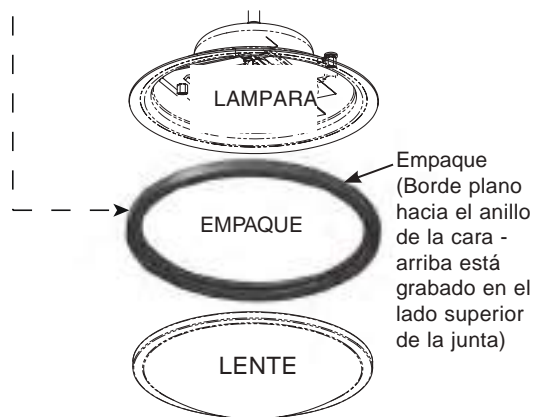 LAMPARA
EMPAQUE
Empaque
(Borde plano
hacia el anillo
de la cara -
arriba está
grabado en el
lado superior
de la junta)
LENTE